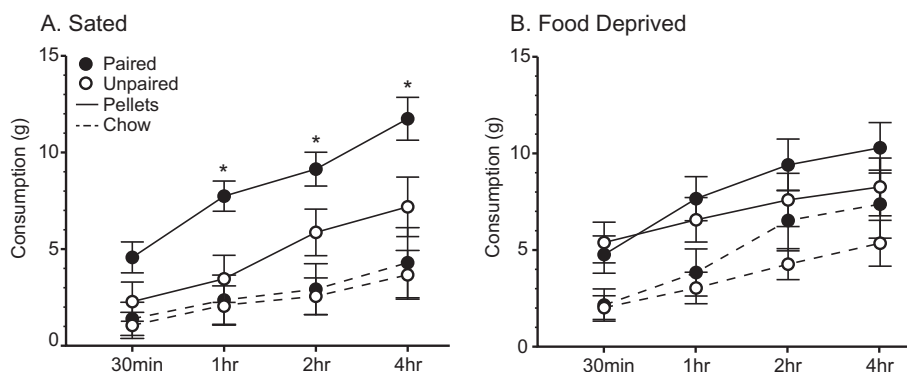 A. Sated
15
10
5
0
Consumption (g)
Paired
Unpaired
Pellets
Chow
*
*
*
30min
1hr
2hr
4hr
B. Food Deprived
15
10
5
0
Consumption (g)
30min
1hr
2hr
4hr